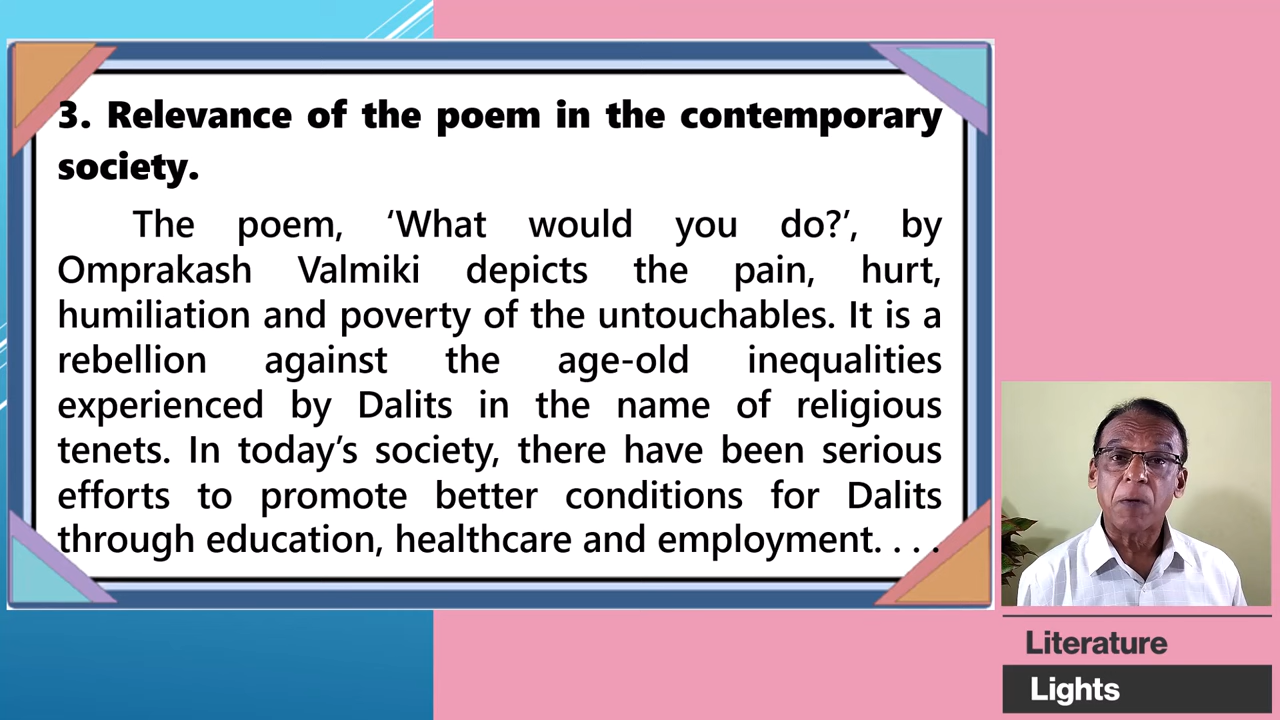 3. Relevance of the poem in the contemporary
society.
The poem, ‘What would you do?’, by
Omprakash Valmiki depicts the pain, hurt,
humiliation and poverty of the untouchables. It is a
rebellion against the age-old inequalities
experienced by Dalits in the name of religious
tenets. In today’s society, there have been serious
efforts to promote better conditions for Dalits
through education, healthcare and employment. . . .
Literature
Lights